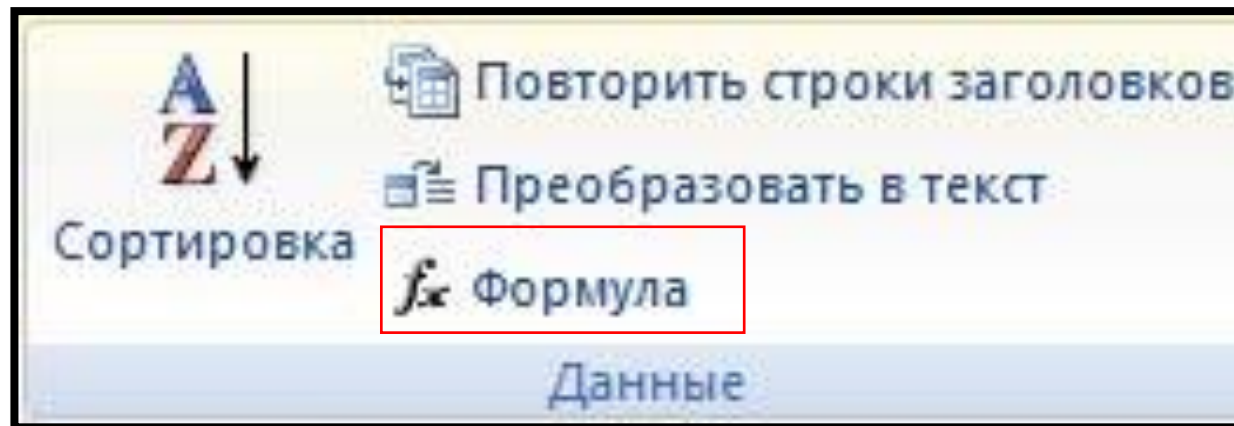 A
Z
Сортировка
Повторить строки заголовков
Преобразовать в текст
fx Формула
Данные